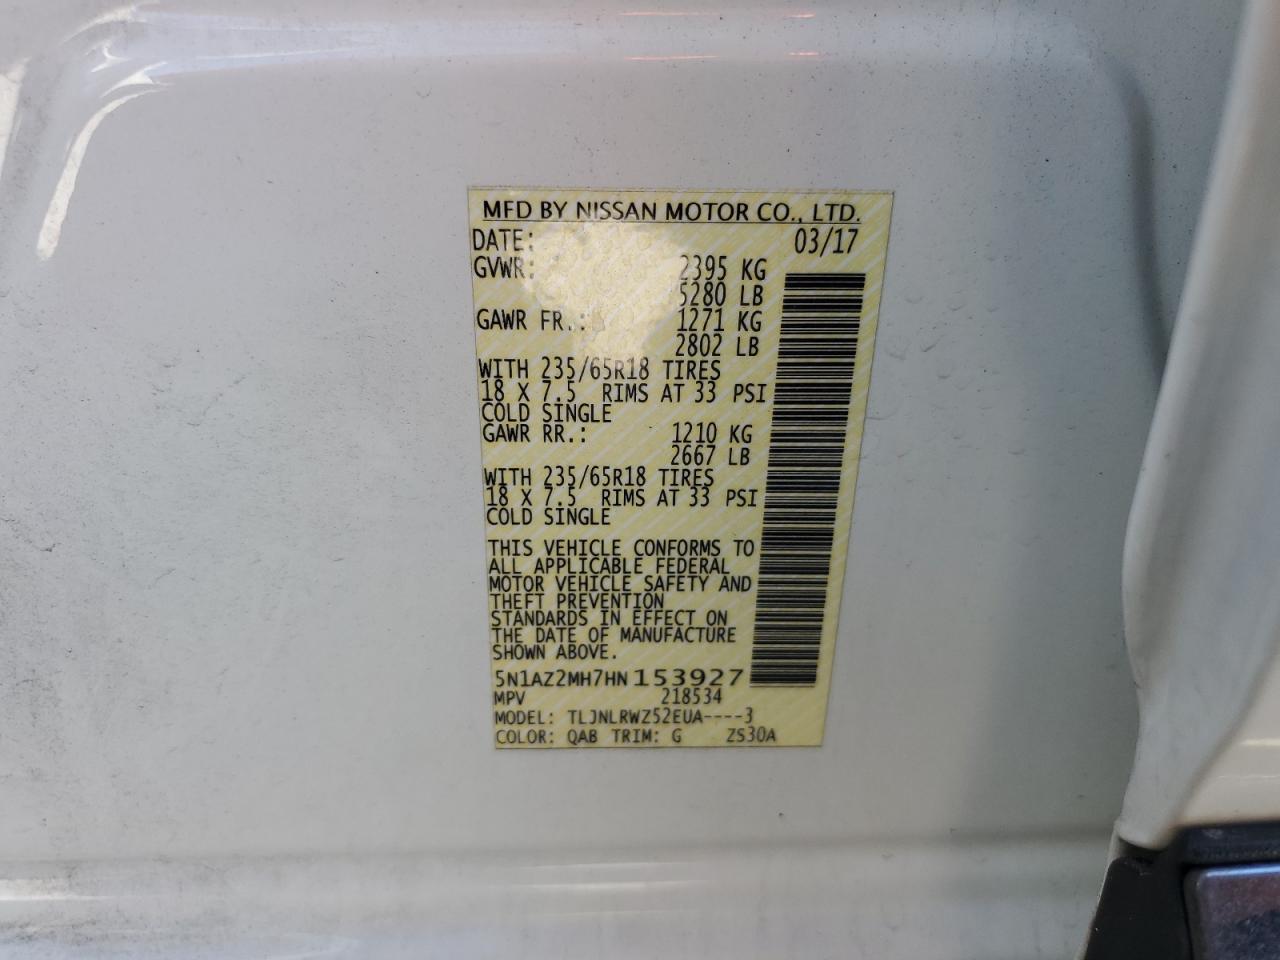 MFD BY NISSAN MOTOR CO., LTD.
DATE: 03/17
GVWR: 2395 KG
5280 LB
GAWR FR.: 1271 KG
2802 LB
WITH 235/65R18 TIRES
18 X 7.5 RIMS AT 33 PSI
COLD SINGLE
GAWR RR.: 1210 KG
2667 LB
WITH 235/65R18 TIRES
18 X 7.5 RIMS AT 33 PSI
COLD SINGLE
THIS VEHICLE CONFORMS TO
ALL APPLICABLE FEDERAL
MOTOR VEHICLE SAFETY AND
THEFT PREVENTION
STANDARDS IN EFFECT ON
THE DATE OF MANUFACTURE
SHOWN ABOVE.
5N1AZ2MH7HN153927
MPV 218534
MODEL: TLJNLRWZ52EUA----3
COLOR: QAB TRIM: G ZS30A